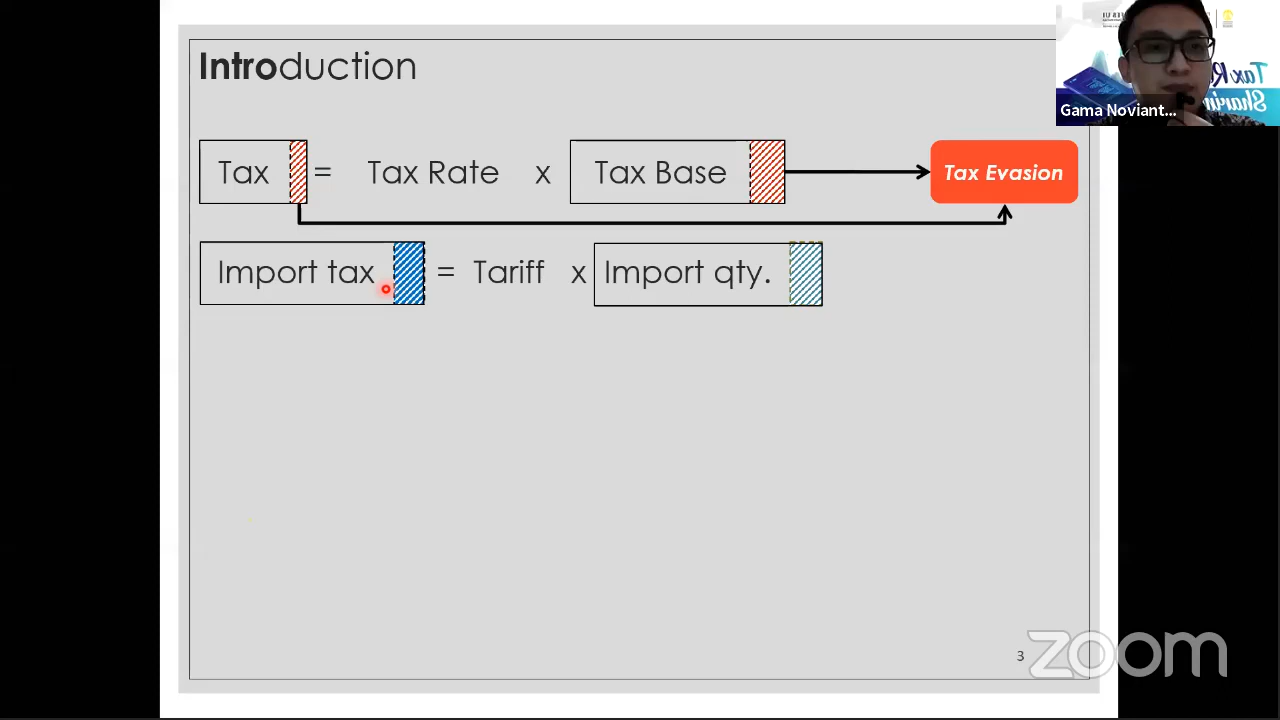 Introduction
Gama Noviant...
Tax = Tax Rate x Tax Base
Tax Evasion
Import tax = Tariff x Import qty.
3
zoom